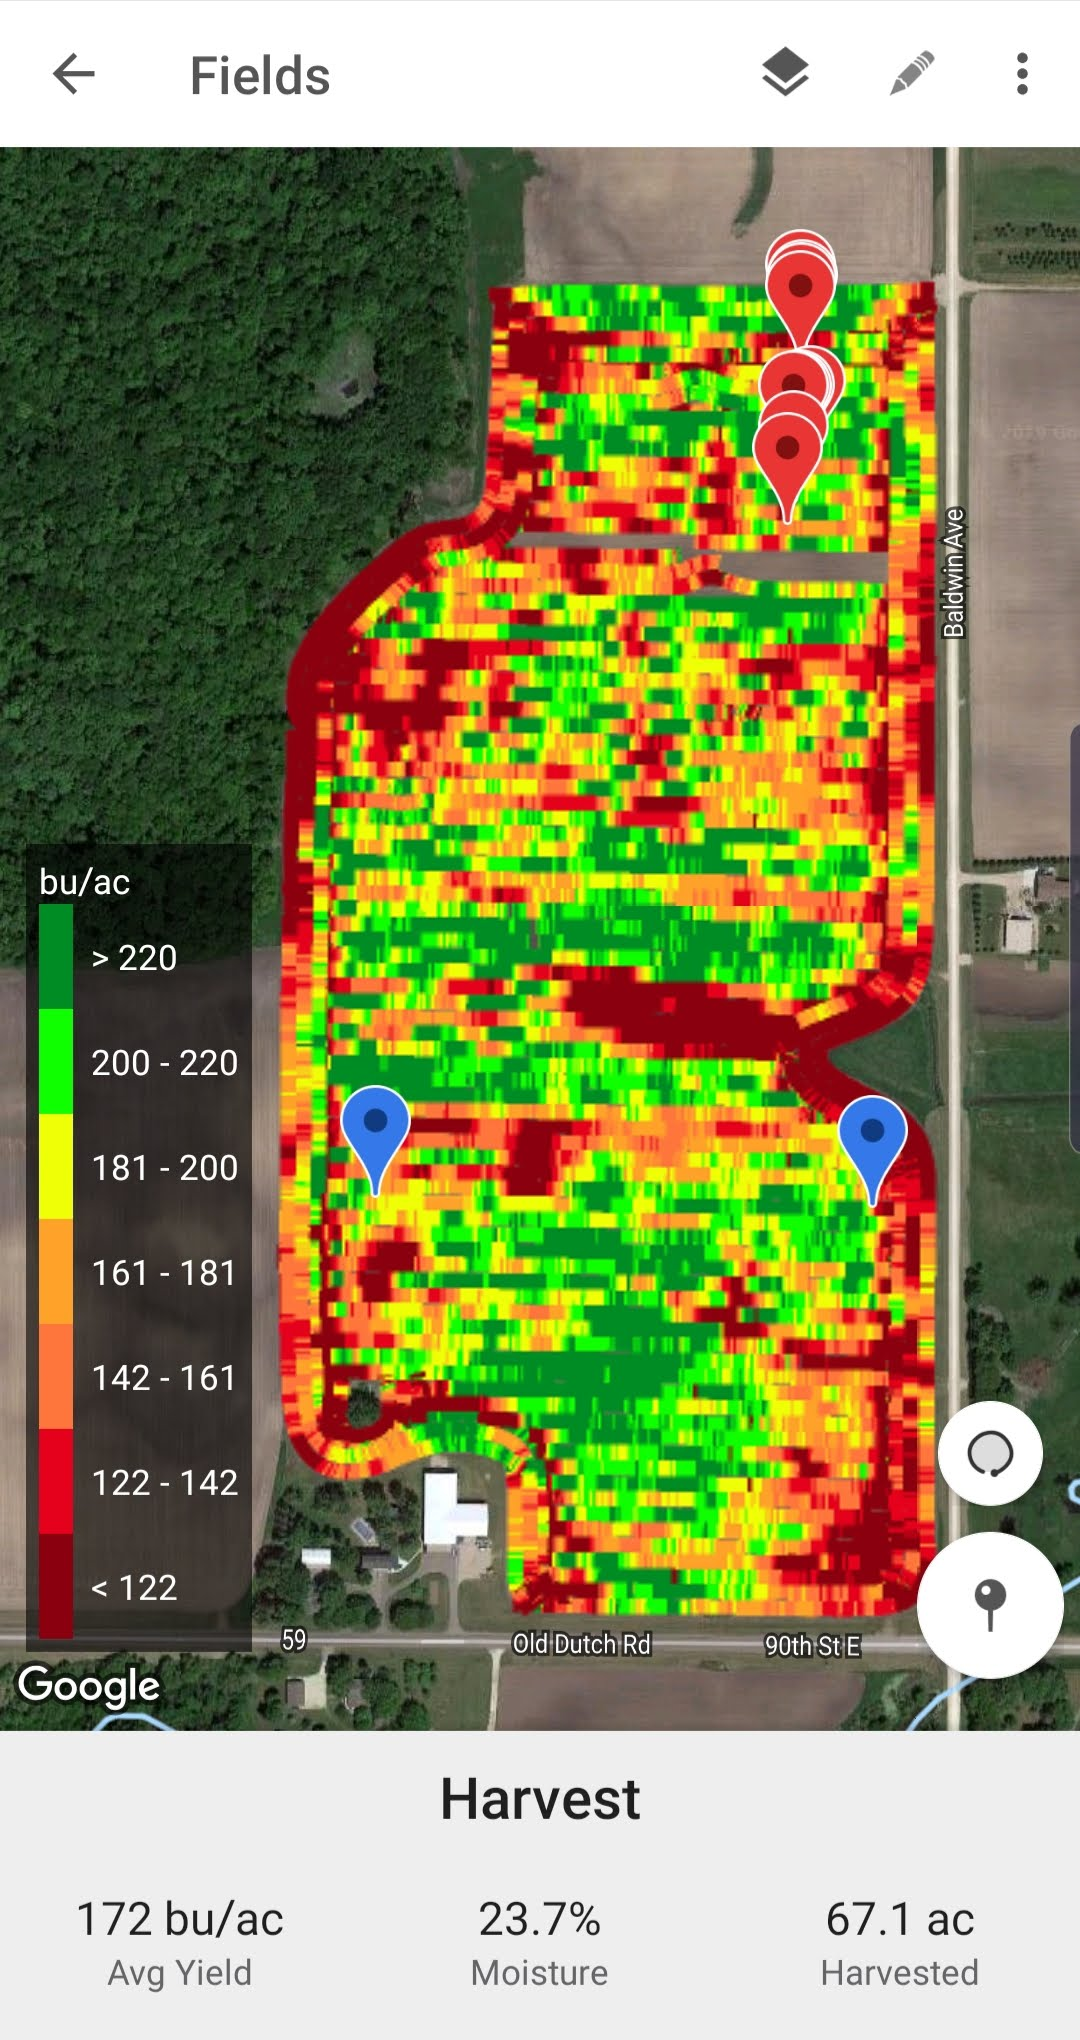 Fields
Baldwin Ave
bu/ac
> 220
200 - 220
181 - 200
161 - 181
142 - 161
122 - 142
< 122
59
Old Dutch Rd
90th St E
Google
Harvest
172 bu/ac
23.7%
67.1 ac
Avg Yield
Moisture
Harvested